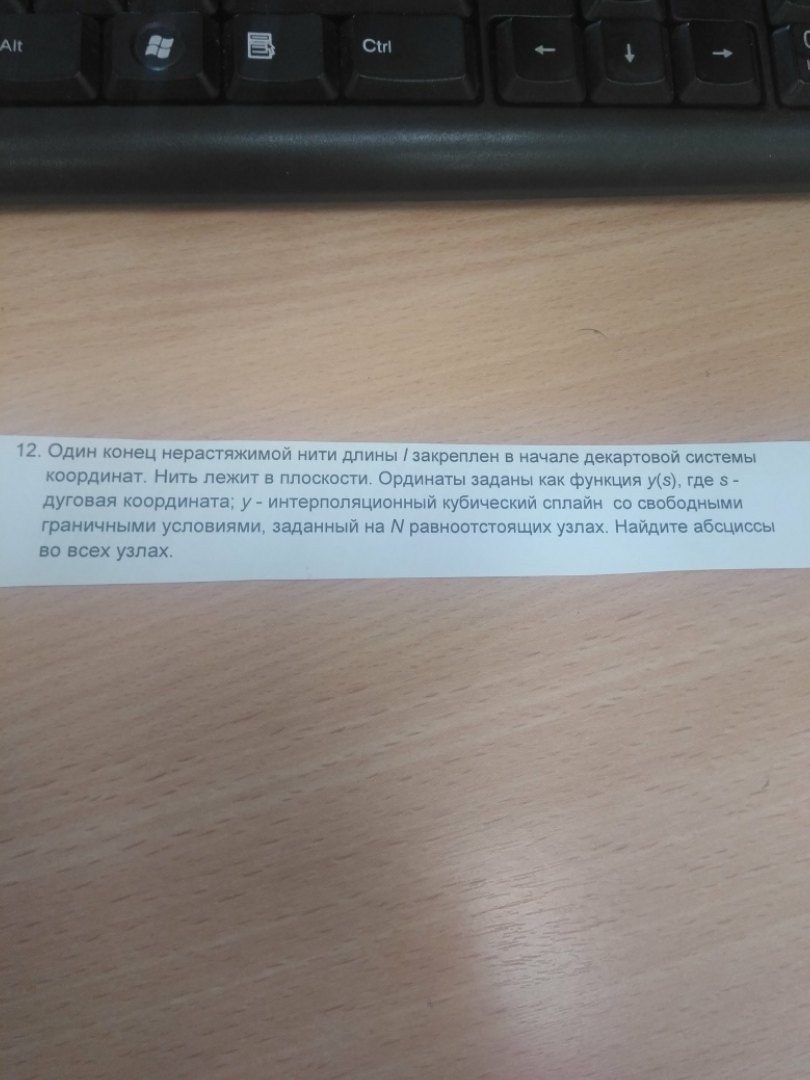 Alt
Ctrl
12. Один конец нерастяжимой нити длины l закреплен в начале декартовой системы
координат. Нить лежит в плоскости. Ординаты заданы как функция y(s), где s -
дуговая координата; y - интерполяционный кубический сплайн со свободными
граничными условиями, заданный на N равноотстоящих узлах. Найдите абсциссы
во всех узлах.